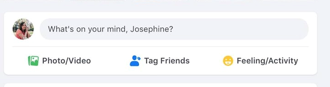 What's on your mind, Josephine?
Photo/Video
Tag Friends
Feeling/Activity